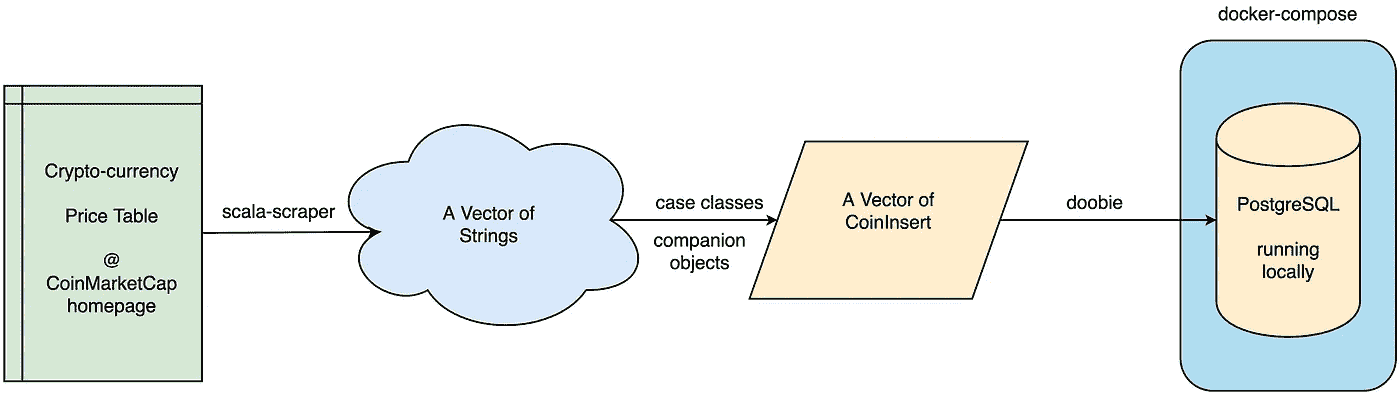 docker-compose
Crypto-currency
Price Table
@
CoinMarketCap
homepage
scala-scraper
A Vector of
Strings
case classes
companion
objects
A Vector of
CoinInsert
doobie
PostgreSQL
running
locally